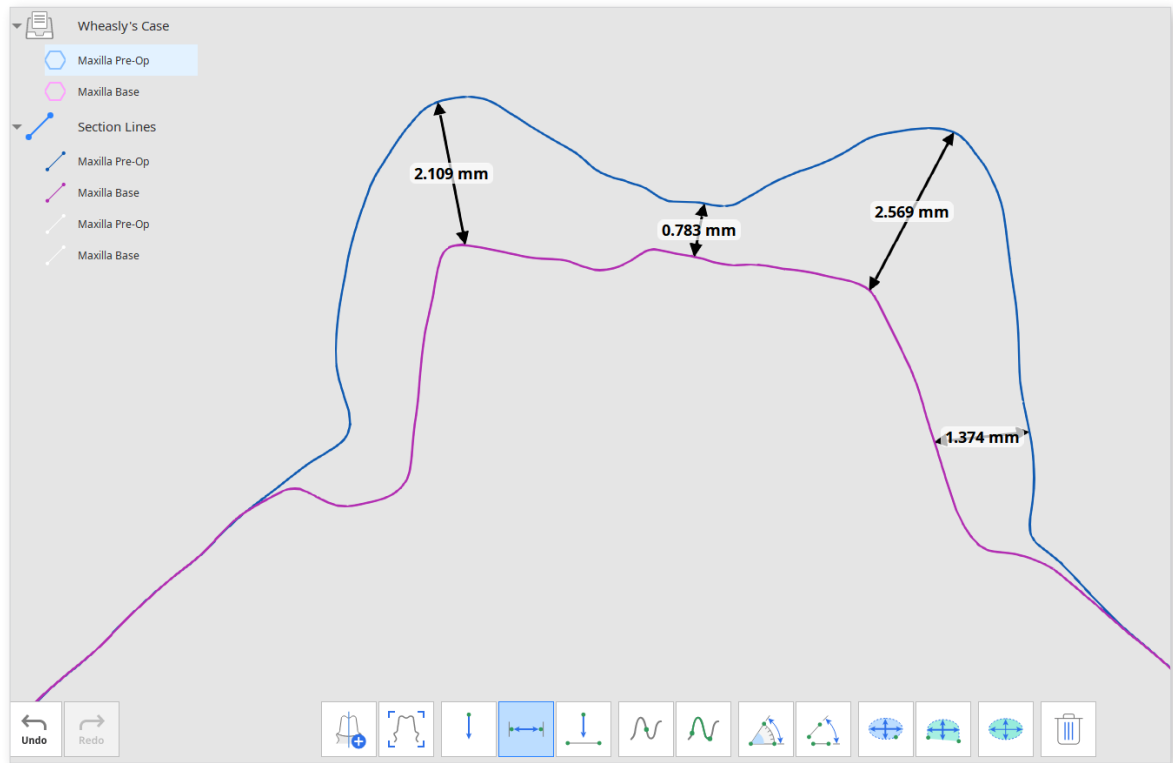 Wheasly's Case
Maxilla Pre-Op
Maxilla Base
Section Lines
Maxilla Pre-Op
Maxilla Base
Maxilla Pre-Op
Maxilla Base
2.109 mm
0.783 mm
2.569 mm
1.374 mm
Undo
Redo